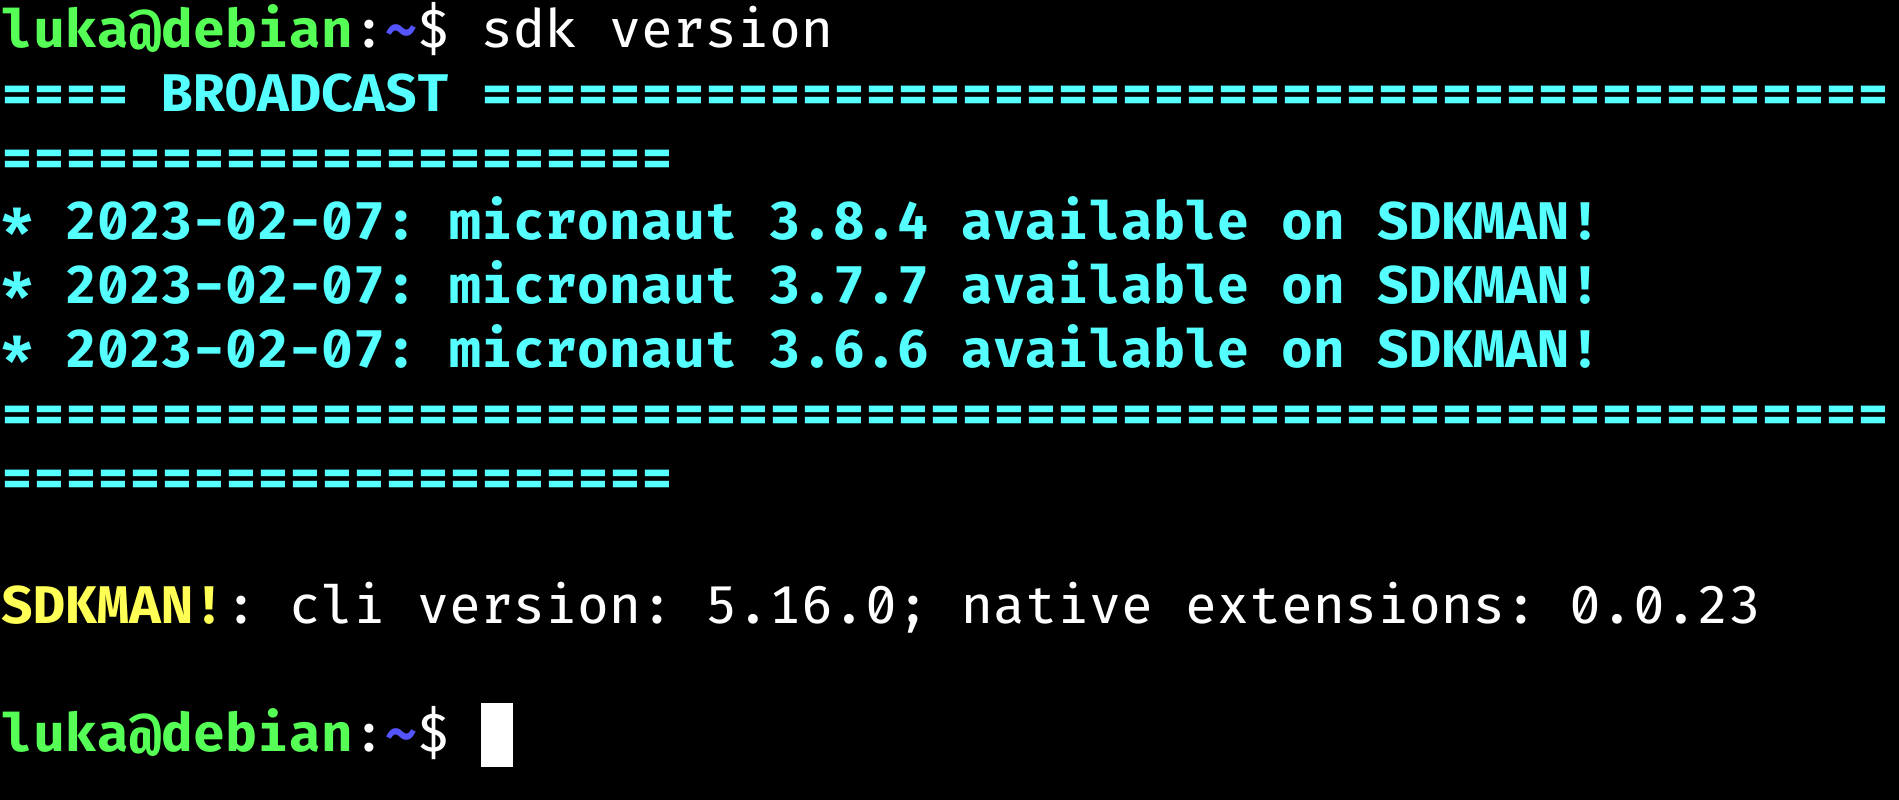 luka@debian:~$ sdk version
==== BROADCAST ============================================
=====================
* 2023-02-07: micronaut 3.8.4 available on SDKMAN!
* 2023-02-07: micronaut 3.7.7 available on SDKMAN!
* 2023-02-07: micronaut 3.6.6 available on SDKMAN!
===========================================================
=====================
SDKMAN!: cli version: 5.16.0; native extensions: 0.0.23
luka@debian:~$